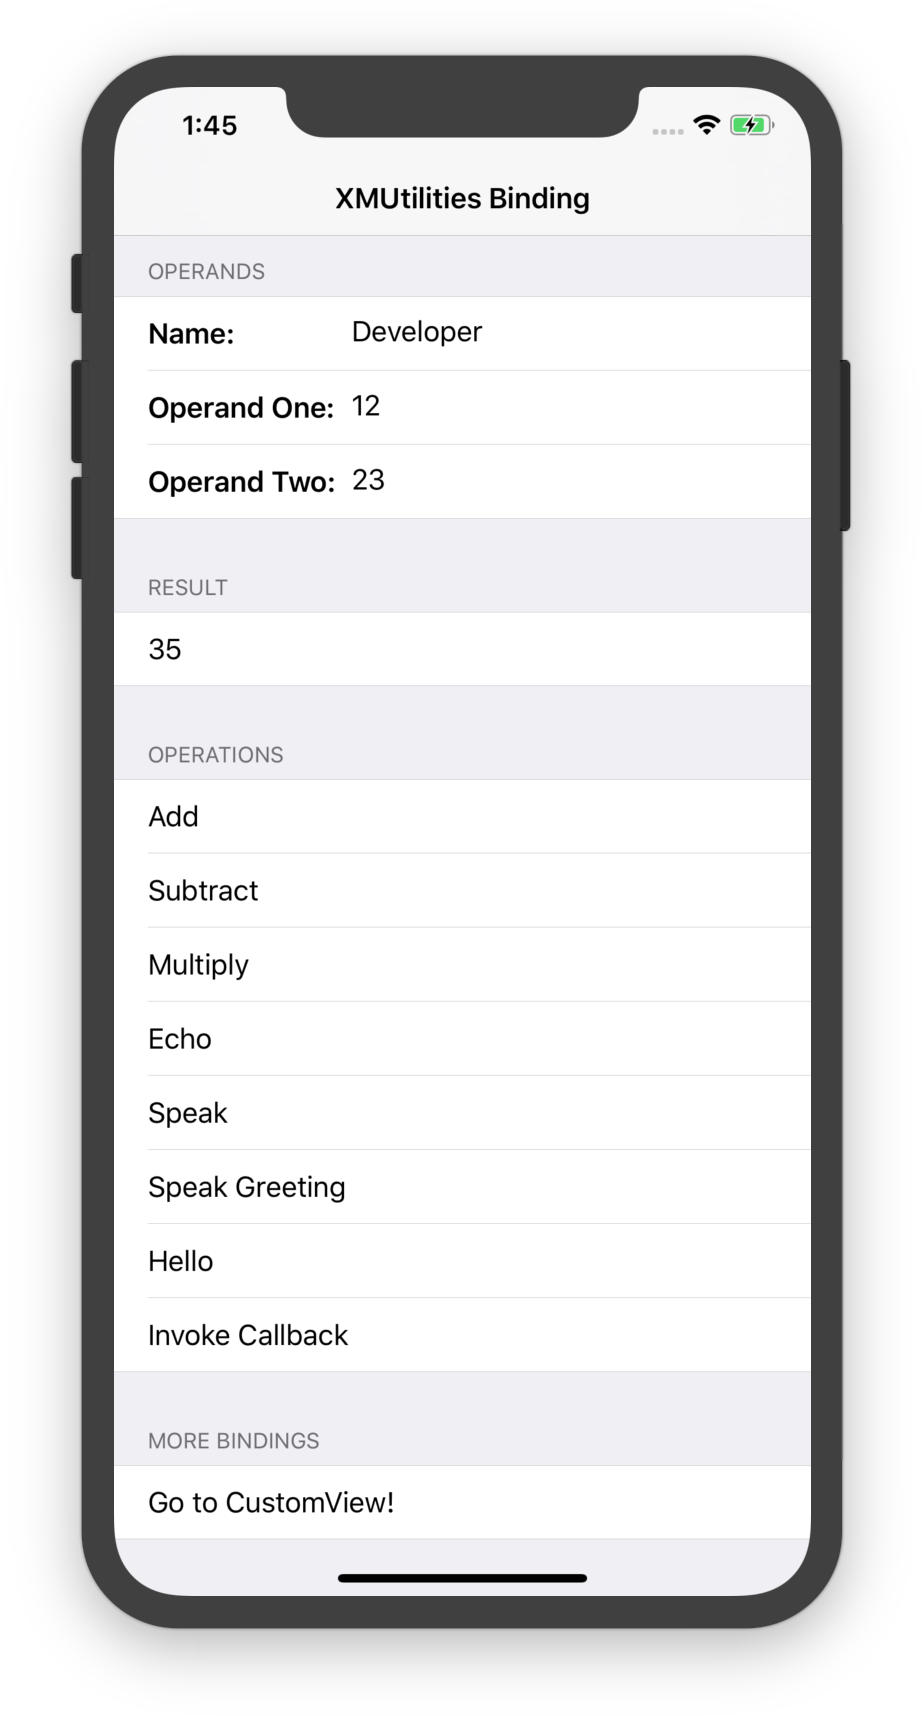 1:45
XMUtilities Binding
OPERANDS
Name: Developer
Operand One: 12
Operand Two: 23
RESULT
35
OPERATIONS
Add
Subtract
Multiply
Echo
Speak
Speak Greeting
Hello
Invoke Callback
MORE BINDINGS
Go to CustomView!